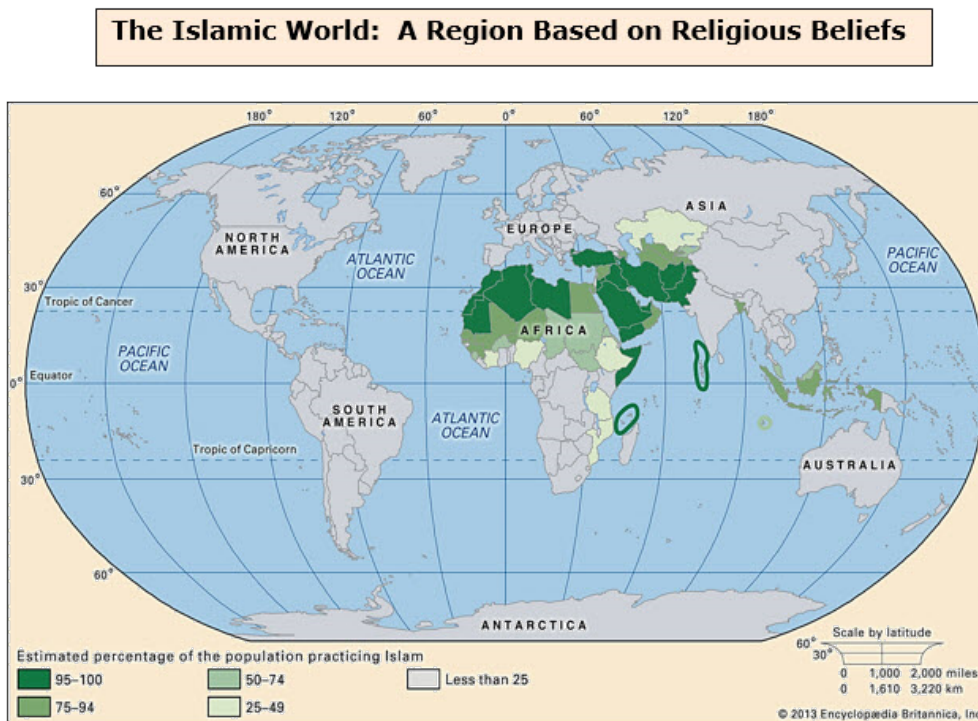 The Islamic World:  A Region Based on Religious Beliefs
180° 120° 60° 0° 60° 120° 180°
60°
ASIA
EUROPE
NORTH
AMERICA
ATLANTIC
OCEAN
PACIFIC
OCEAN
30°
Tropic of Cancer
AFRICA
PACIFIC
OCEAN
Equator
0°
SOUTH
AMERICA
ATLANTIC
OCEAN
Tropic of Capricorn
AUSTRALIA
30°
60°
ANTARCTICA
Estimated percentage of the population practicing Islam
95–100
50–74
Less than 25
75–94
25–49
Scale by latitude
60°
30°
0 1,000 2,000 miles
0 1,610 3,220 km
© 2013 Encyclopædia Britannica, Inc